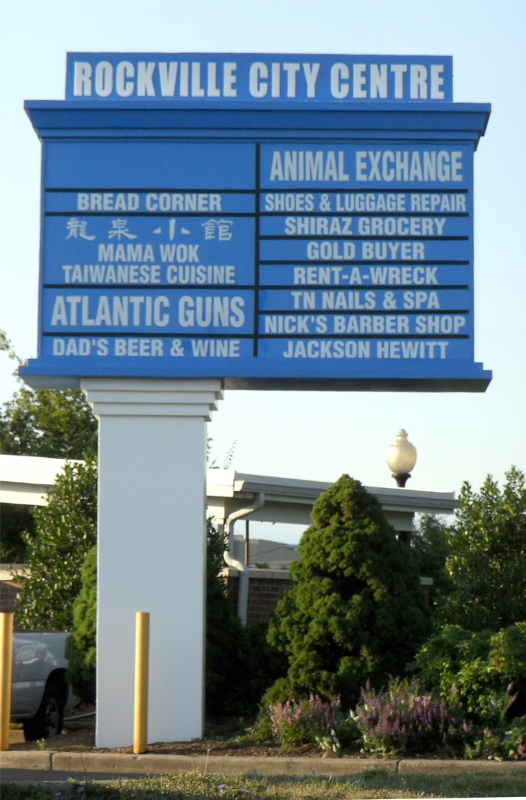 ROCKVILLE CITY CENTRE
BREAD CORNER
龍泉小館
MAMA WOK
TAIWANESE CUISINE
ATLANTIC GUNS
DAD'S BEER & WINE
ANIMAL EXCHANGE
SHOES & LUGGAGE REPAIR
SHIRAZ GROCERY
GOLD BUYER
RENT-A-WRECK
TN NAILS & SPA
NICK'S BARBER SHOP
JACKSON HEWITT